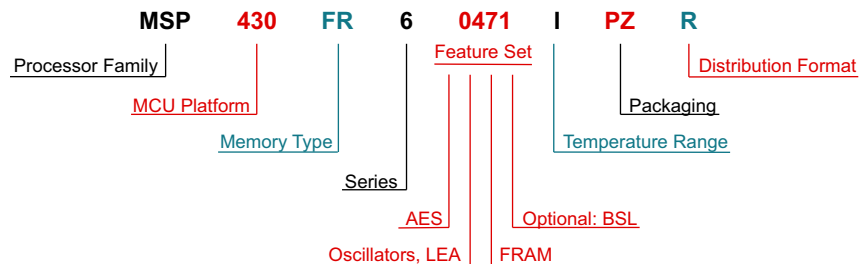 MSP 430 FR 6 0471 I PZ R
Feature Set
Processor Family
Distribution Format
MCU Platform
Packaging
Memory Type
Temperature Range
Series
AES
Optional: BSL
Oscillators, LEA
FRAM